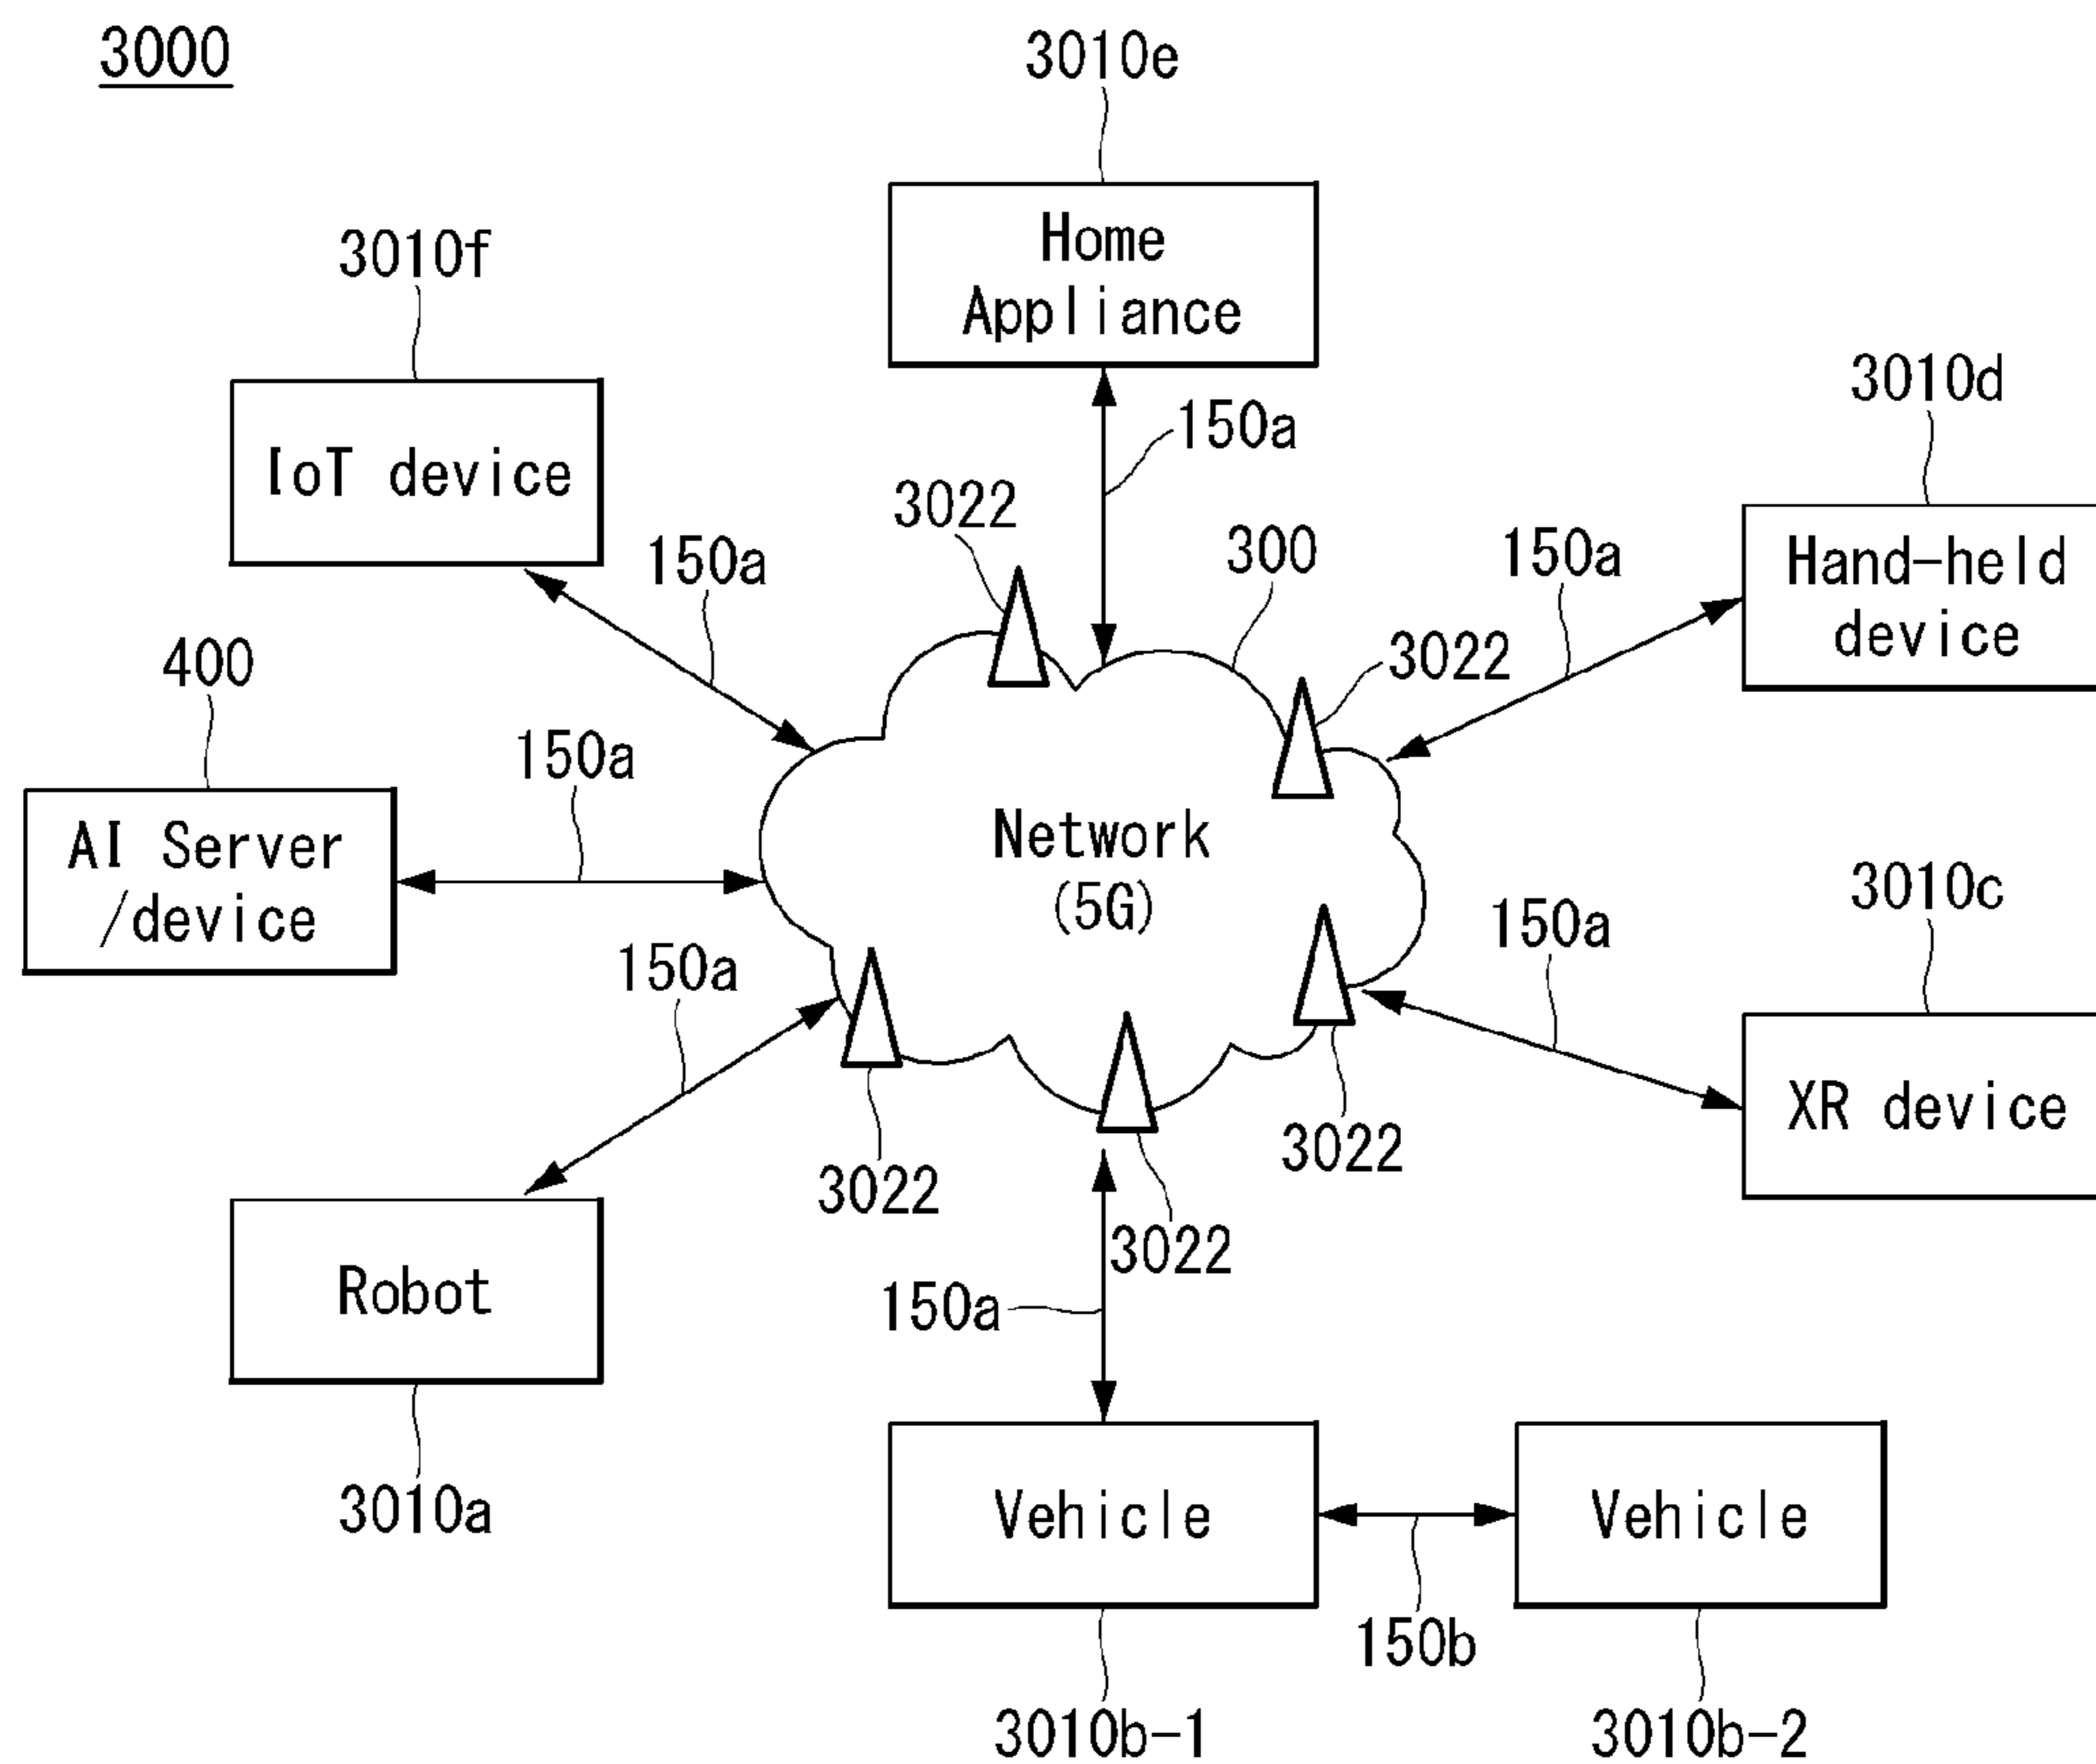 3000
3010e
Home
Appliance
3010f
IoT device
150a
3010d
Hand-held
device
3022
300
150a
150a
3022
400
AI Server
/device
150a
Network
(5G)
3010c
XR device
150a
150a
3022
3022
3022
Robot
3010a
150a
Vehicle
Vehicle
150b
3010b-1
3010b-2